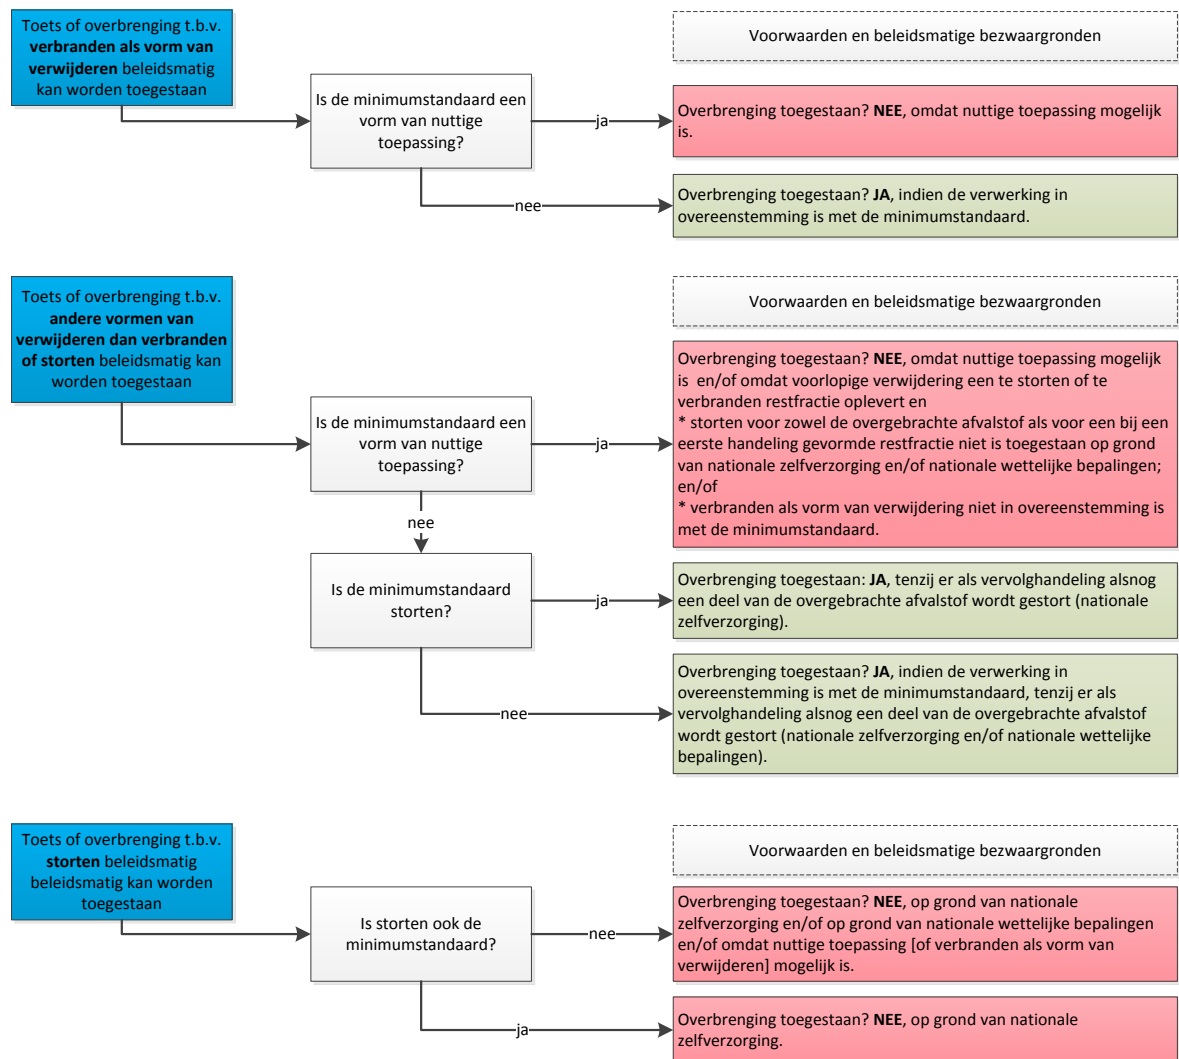 Toets of overbrenging t.b.v.
verbranden als vorm van
verwijderen beleidsmatig
kan worden toegestaan
Voorwaarden en beleidsmatige bezwaargronden
Is de minimumstandaard een
vorm van nuttige
toepassing?
ja
Overbrenging toegestaan? NEE, omdat nuttige toepassing mogelijk
is.
nee
Overbrenging toegestaan? JA, indien de verwerking in
overeenstemming is met de minimumstandaard.
Toets of overbrenging t.b.v.
andere vormen van
verwijderen dan verbranden
of storten beleidsmatig kan
worden toegestaan
Voorwaarden en beleidsmatige bezwaargronden
Is de minimumstandaard een
vorm van nuttige
toepassing?
ja
Overbrenging toegestaan? NEE, omdat nuttige toepassing mogelijk
is en/of omdat voorlopige verwijdering een te storten of te
verbranden restfractie oplevert en
* storten voor zowel de overgebrachte afvalstof als voor een bij een
eerste handeling gevormde restfractie niet is toegestaan op grond
van nationale zelfverzorging en/of nationale wettelijke bepalingen;
en/of
* verbranden als vorm van verwijdering niet in overeenstemming is
met de minimumstandaard.
nee
Is de minimumstandaard
storten?
ja
Overbrenging toegestaan: JA, tenzij er als vervolghandeling alsnog
een deel van de overgebrachte afvalstof wordt gestort (nationale
zelfverzorging).
nee
Overbrenging toegestaan? JA, indien de verwerking in
overeenstemming is met de minimumstandaard, tenzij er als
vervolghandeling alsnog een deel van de overgebrachte afvalstof
wordt gestort (nationale zelfverzorging en/of nationale wettelijke
bepalingen).
Toets of overbrenging t.b.v.
storten beleidsmatig
beleidsmatig kan worden
toegestaan
Voorwaarden en beleidsmatige bezwaargronden
Is storten ook de
minimumstandaard?
nee
Overbrenging toegestaan? NEE, op grond van nationale
zelfverzorging en/of op grond van nationale wettelijke bepalingen
en/of omdat nuttige toepassing [of verbranden als vorm van
verwijderen] mogelijk is.
ja
Overbrenging toegestaan? NEE, op grond van nationale
zelfverzorging.